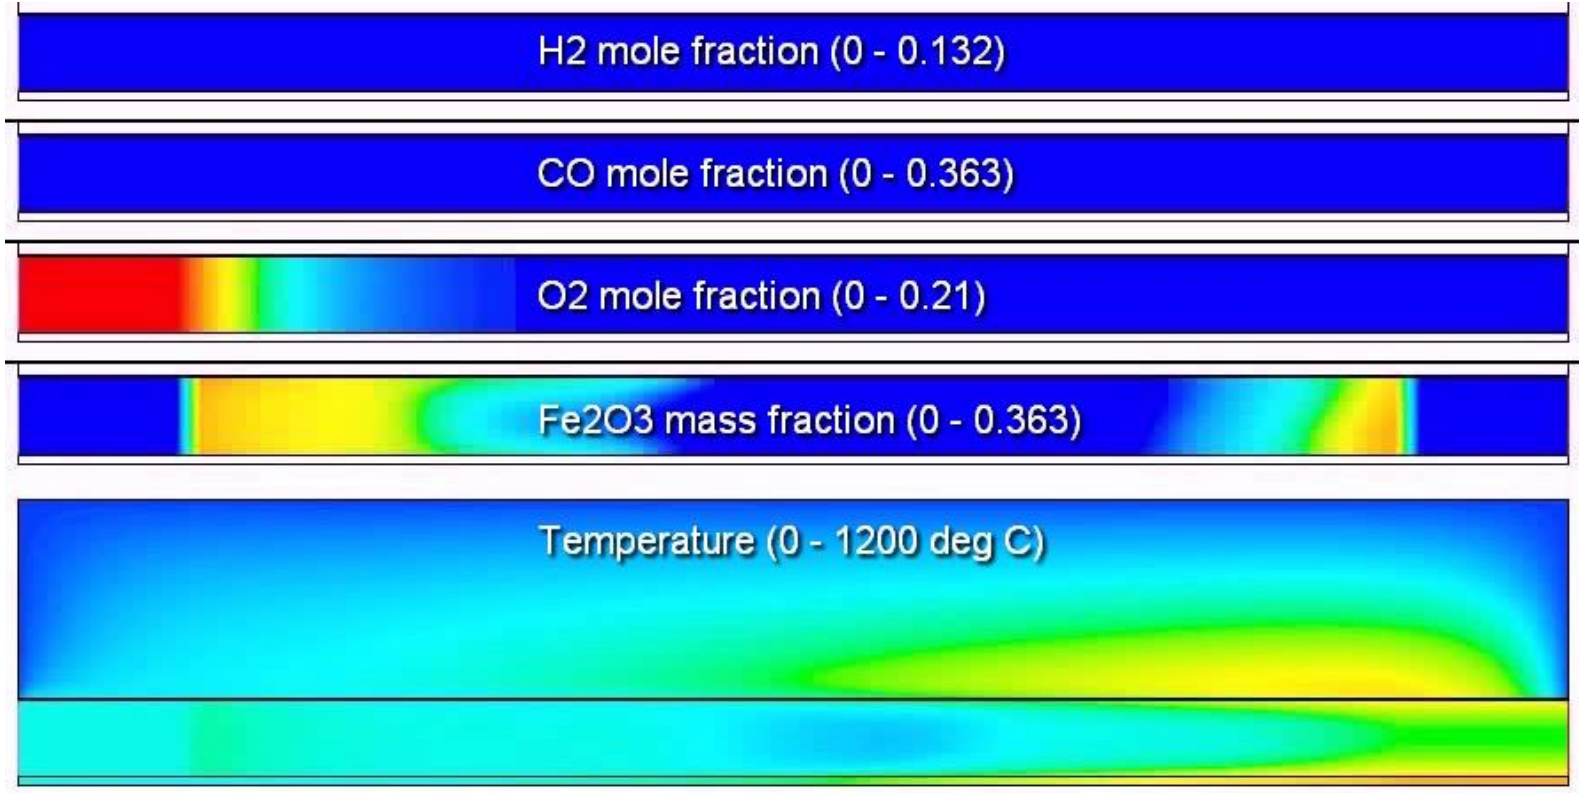 H2 mole fraction (0 - 0.132)
CO mole fraction (0 - 0.363)
O2 mole fraction (0 - 0.21)
Fe2O3 mass fraction (0 - 0.363)
Temperature (0 - 1200 deg C)